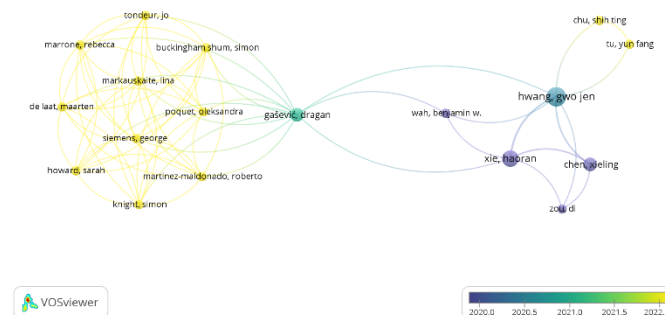 tondeur, jo
chu, shih ting
marrone, rebecca
buckingham shum, simon
tu, yun fang
markauskaite, lina
hwang, gwo jen
de laat, maarten
poquet, oleksandra
gašević, dragan
wah, benjamin w.
siemens, george
xie, haoran
chen, xieling
howard, sarah
martinez-maldonado, roberto
knight, simon
zou, di
VOSviewer
2020.0 2020.5 2021.0 2021.5 2022.